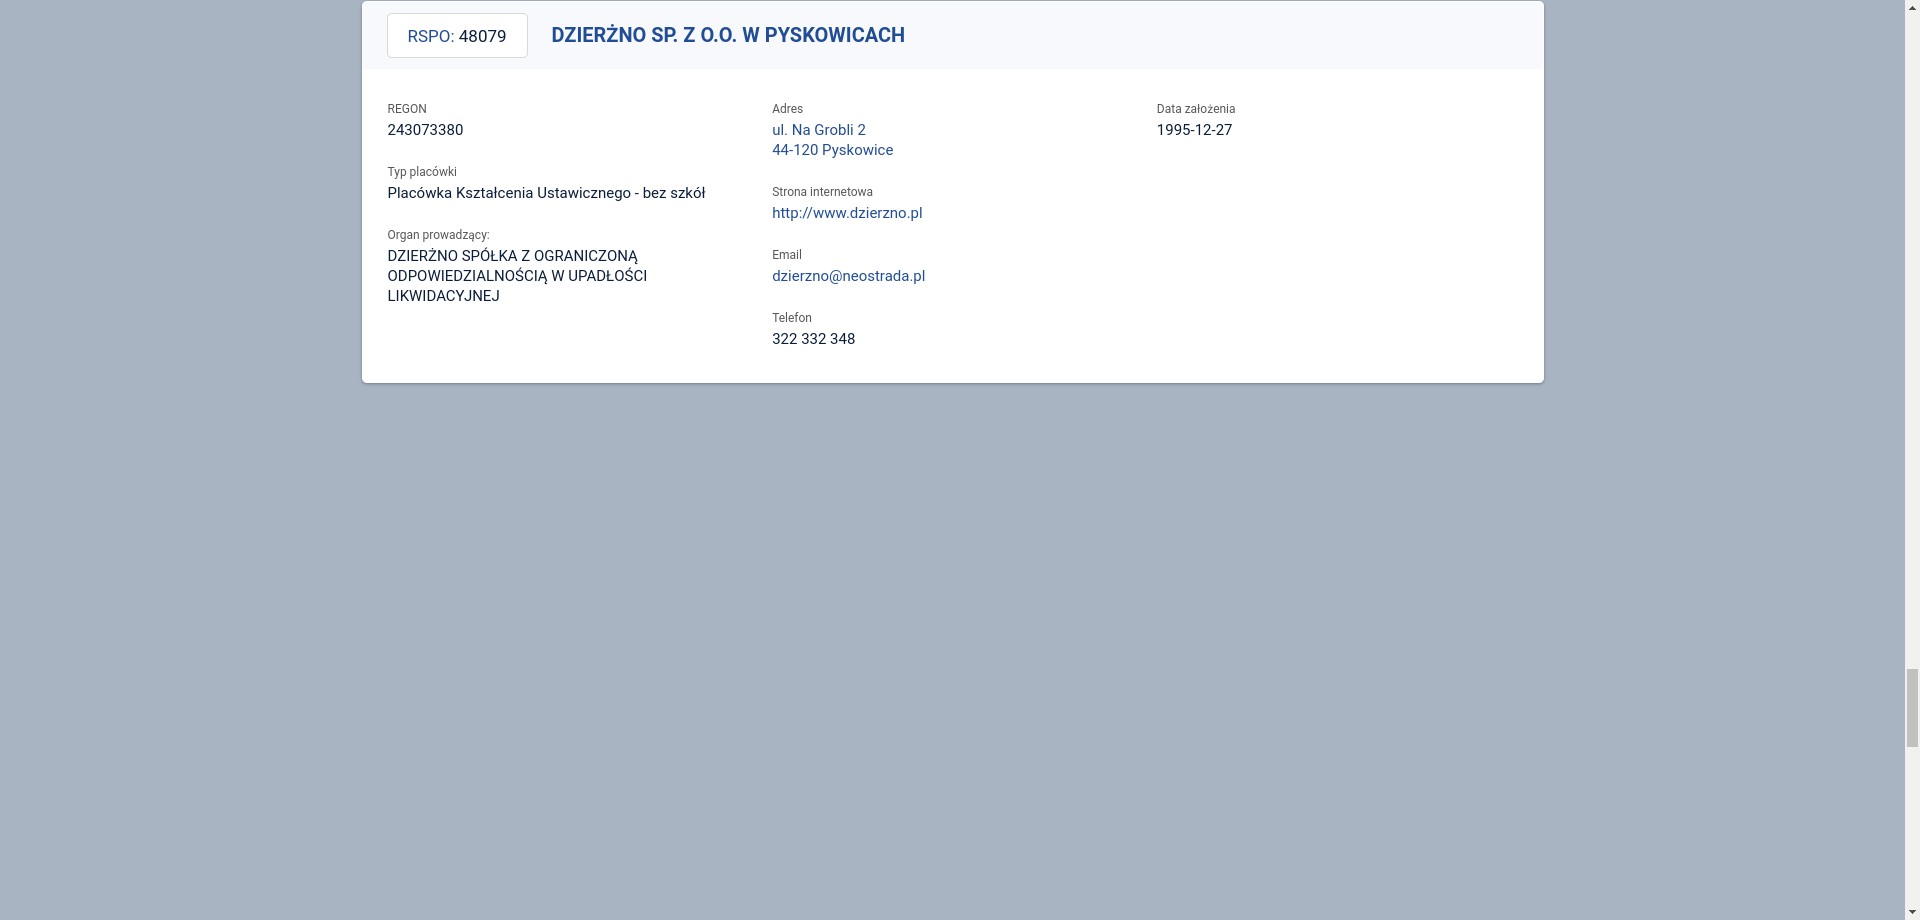 RSPO: 48079
DZIERŻNO SP. Z O.O. W PYSKOWICACH
REGON
243073380
Typ placówki
Placówka Kształcenia Ustawicznego - bez szkół
Organ prowadzący:
DZIERŻNO SPÓŁKA Z OGRANICZONĄ
ODPOWIEDZIALNOŚCIĄ W UPADŁOŚCI
LIKWIDACYJNEJ
Adres
ul. Na Grobli 2
44-120 Pyskowice
Strona internetowa
http://www.dzierzno.pl
Email
dzierzno@neostrada.pl
Telefon
322 332 348
Data założenia
1995-12-27